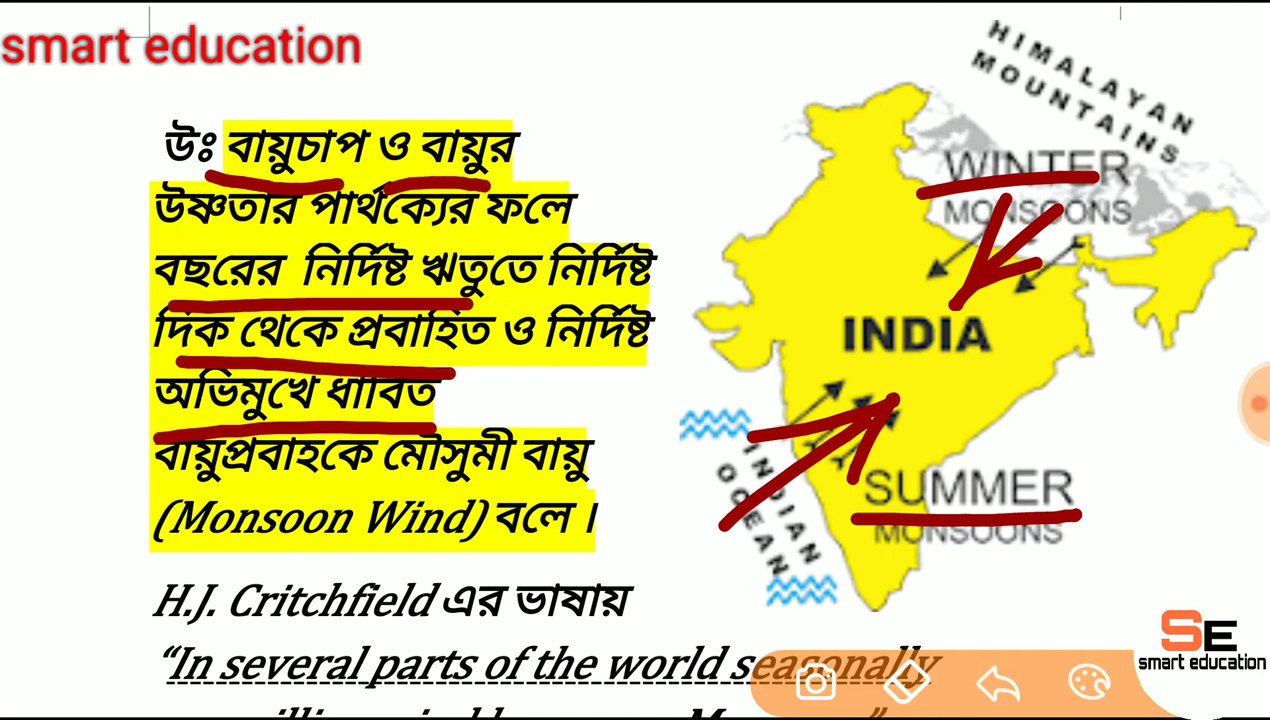 smart education
উঃ বায়ুচাপ ও বায়ুর
উষ্ণতার পার্থক্যের ফলে
বছরের নির্দিষ্ট ঋতুতে নির্দিষ্ট
দিক থেকে প্রবাহিত ও নির্দিষ্ট
অভিমুখে ধাবিত
বায়ুপ্রবাহকে মৌসুমী বায়ু
(Monsoon Wind) বলে ।
H.J. Critchfield এর ভাষায়
“In several parts of the world seasonally
HIMALAYAN
MOUNTAINS
WINTER
MONSOONS
INDIA
INDIAN
OCEAN
SUMMER
MONSOONS
SE
smart education